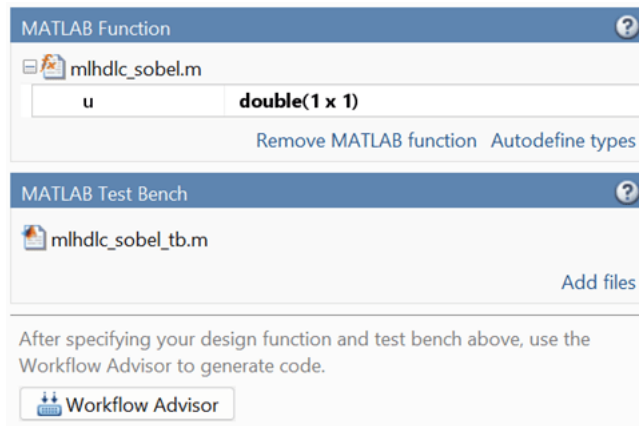 MATLAB Function
mlhdlc_sobel.m
u double(1 x 1)
Remove MATLAB function Autodefine types
MATLAB Test Bench
mlhdlc_sobel_tb.m
Add files
After specifying your design function and test bench above, use the
Workflow Advisor to generate code.
Workflow Advisor